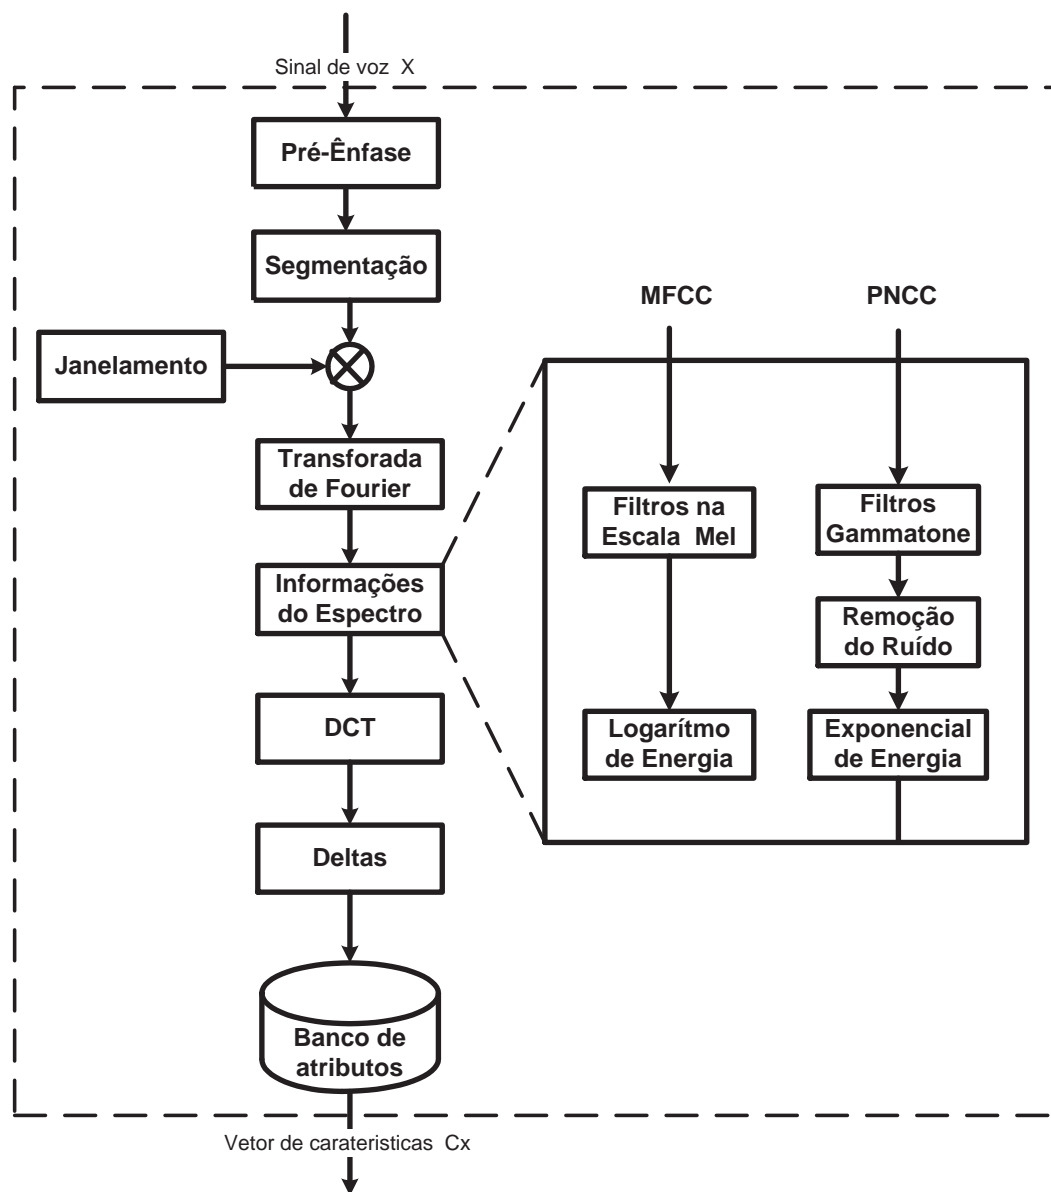 Sinal de voz X
Pré-Ênfase
Segmentação
Janelamento
Transforada
de Fourier
Informações
do Espectro
DCT
Deltas
Banco de
atributos
Vetor de carateristicas Cx
MFCC
PNCC
Filtros na
Escala Mel
Logarítmo
de Energia
Filtros
Gammatone
Remoção
do Ruído
Exponencial
de Energia